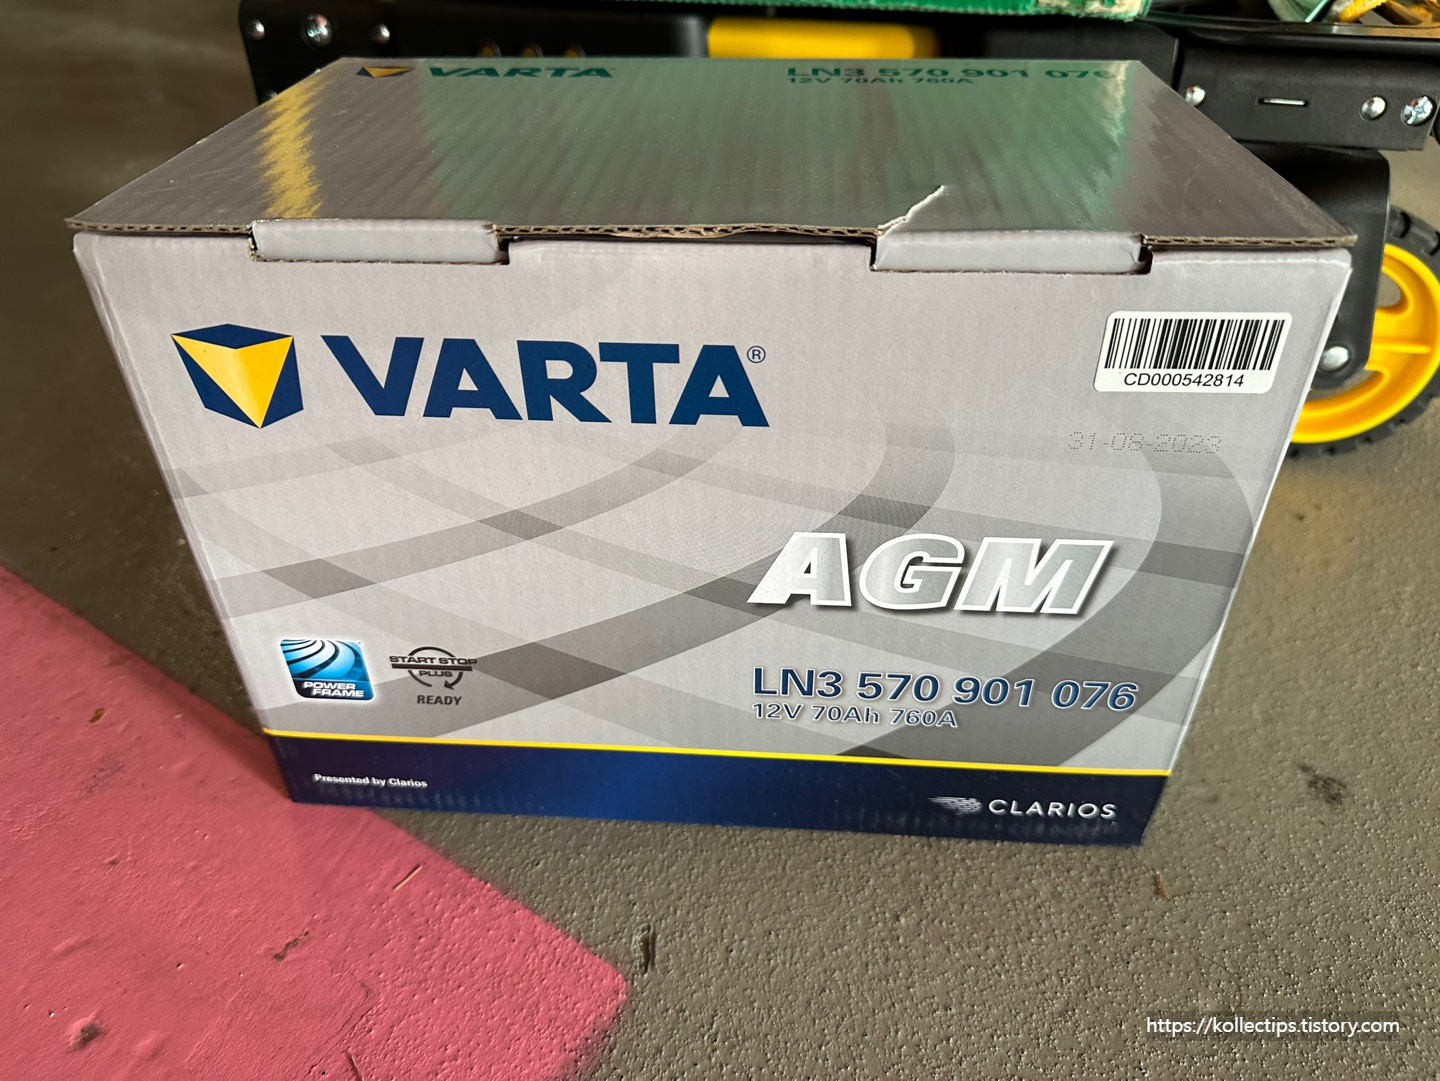 VARTA
LN3 570 901 076
12V 70Ah 760A
VARTA®
CD000542814
31-08-2023
AGM
POWER
FRAME
START STOP
PLUS
READY
LN3 570 901 076
12V 70Ah 760A
Presented by Clarios
CLARIOS
https://kollectips.tistory.com